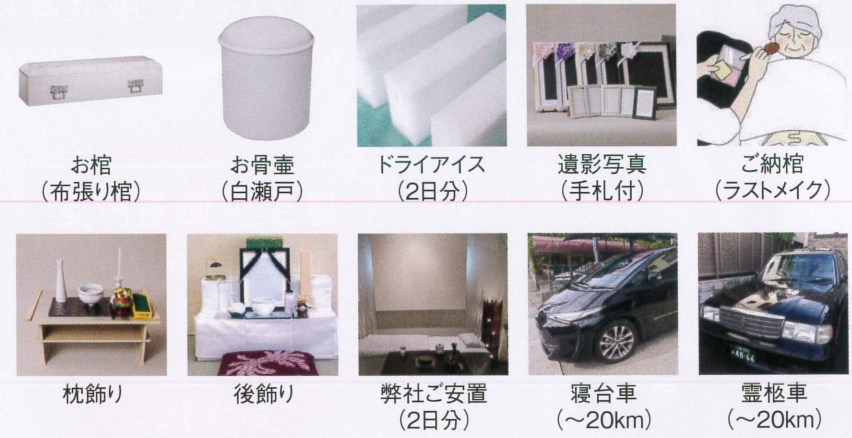 お棺
(布張り棺)
お骨壷
(白瀬戸)
ドライアイス
(2日分)
遺影写真
(手札付)
ご納棺
(ラストメイク)
枕飾り
後飾り
弊社ご安置
(2日分)
寝台車
(～20km)
霊柩車
(～20km)